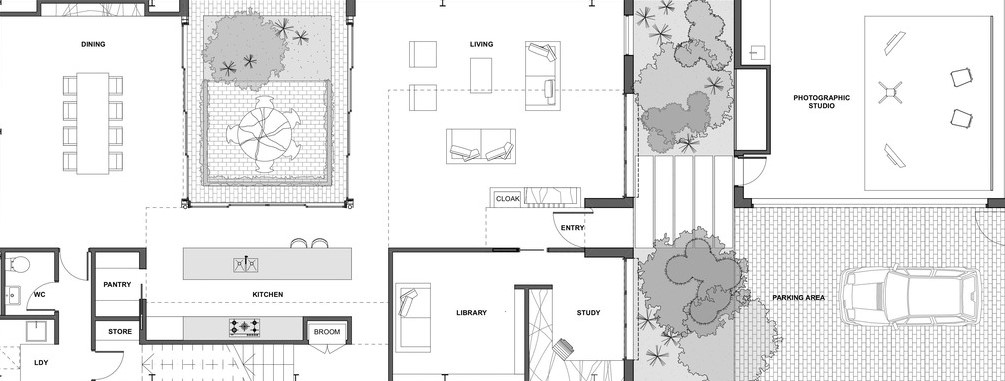 DINING
LIVING
PHOTOGRAPHIC
STUDIO
CLOAK
ENTRY
WC
PANTRY
KITCHEN
PARKING AREA
LIBRARY
STUDY
STORE
BROOM
LDY